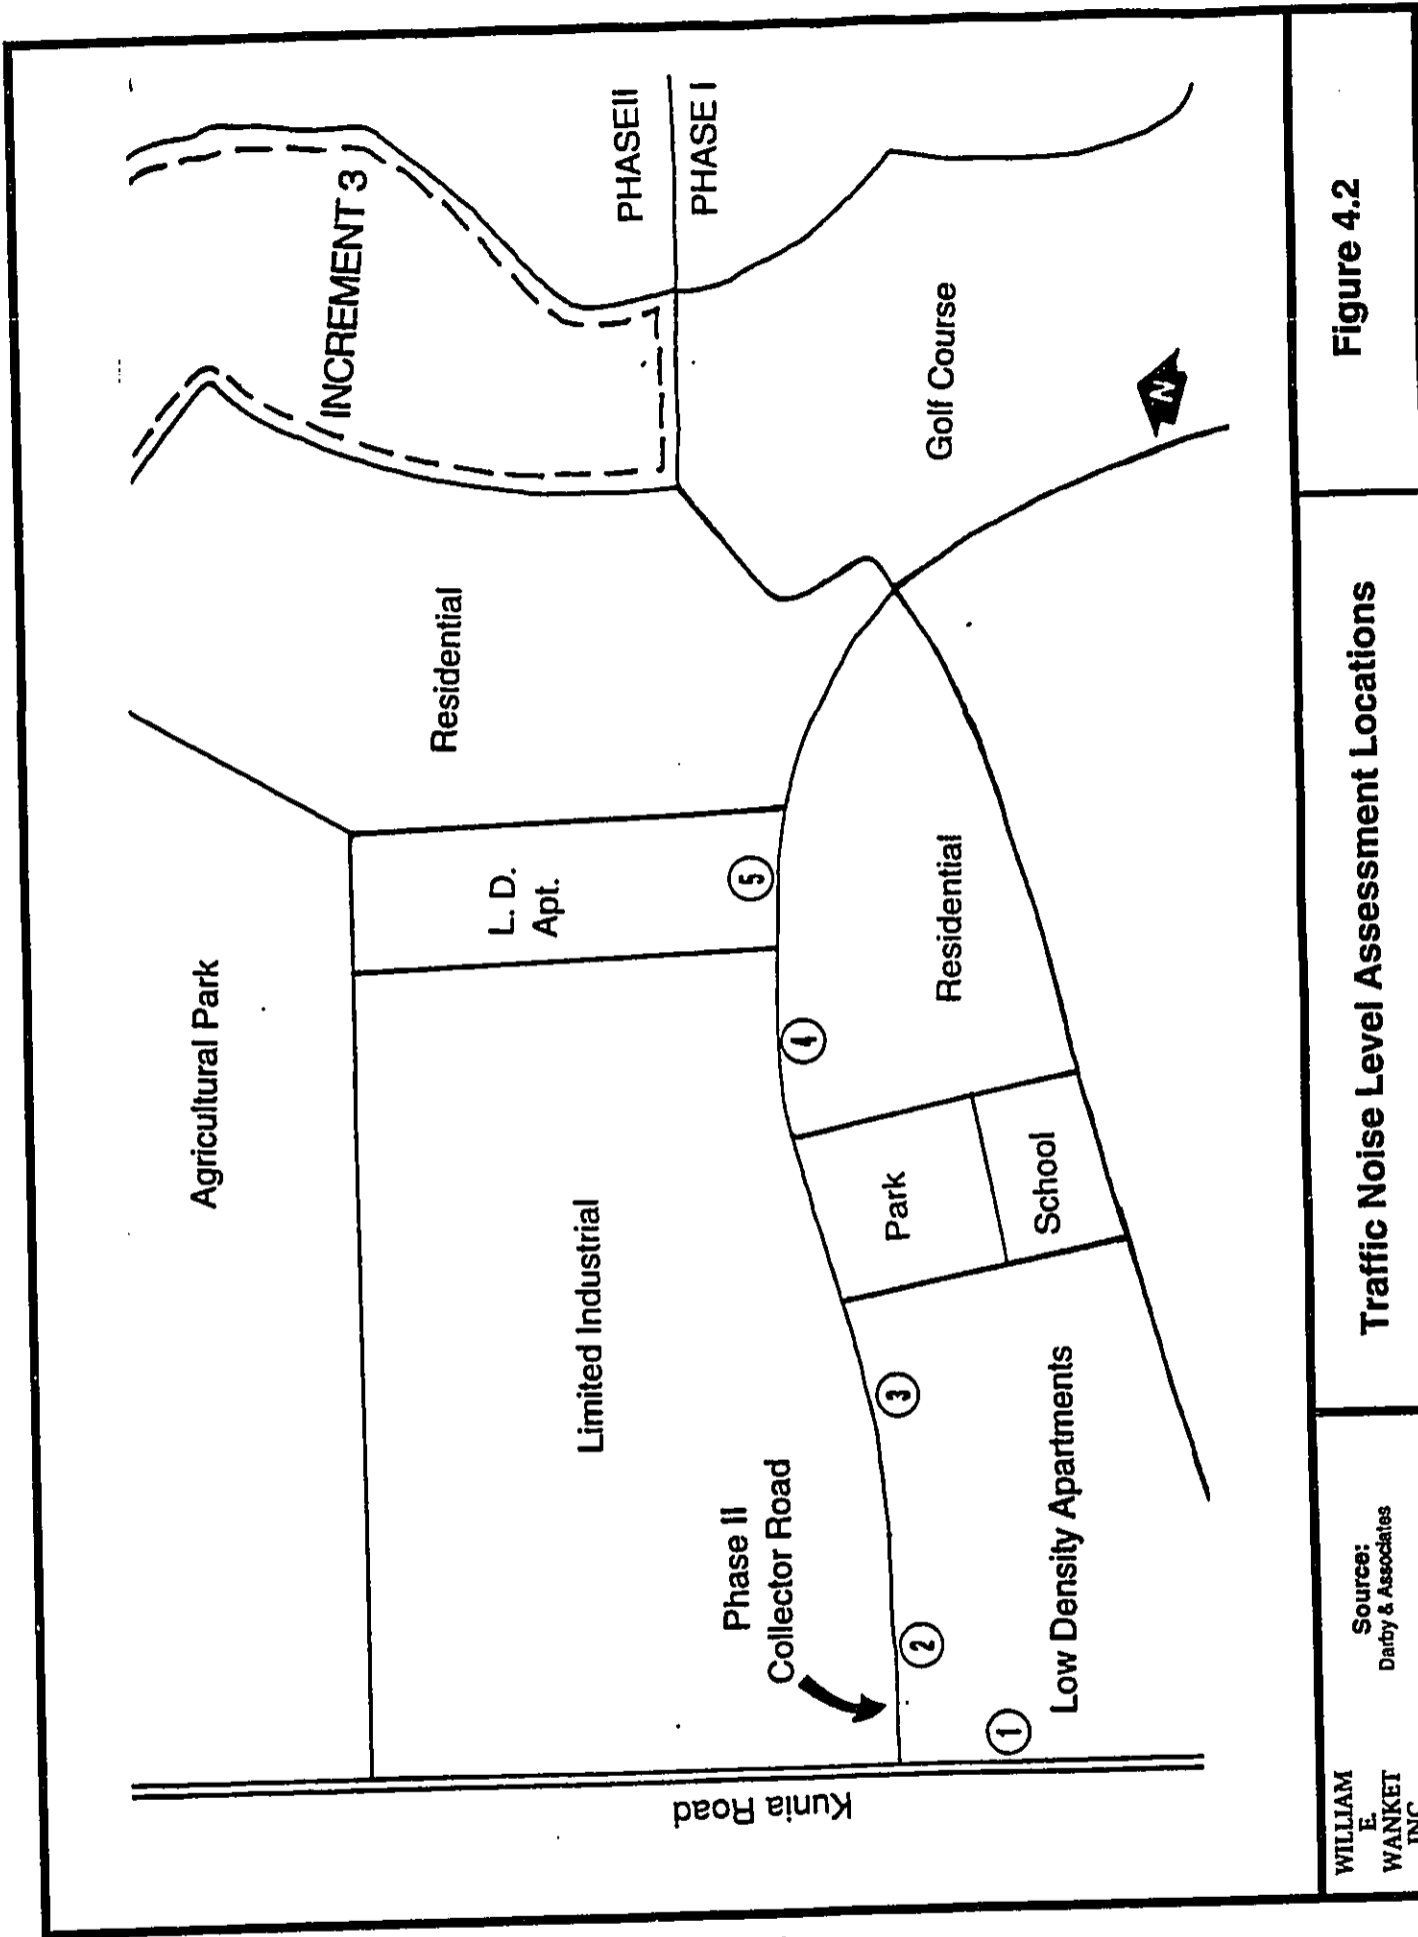 Agricultural Park
INCREMENT 3
Residential
L. D.
Apt.
Limited Industrial
PHASE II
PHASE I
Phase II
Collector Road
Kunia Road
5
4
3
2
1
Park
School
Residential
Golf Course
Low Density Apartments
N
WILLIAM
E.
WANKET
INC
Source:
Darby & Associates
Traffic Noise Level Assessment Locations
Figure 4.2